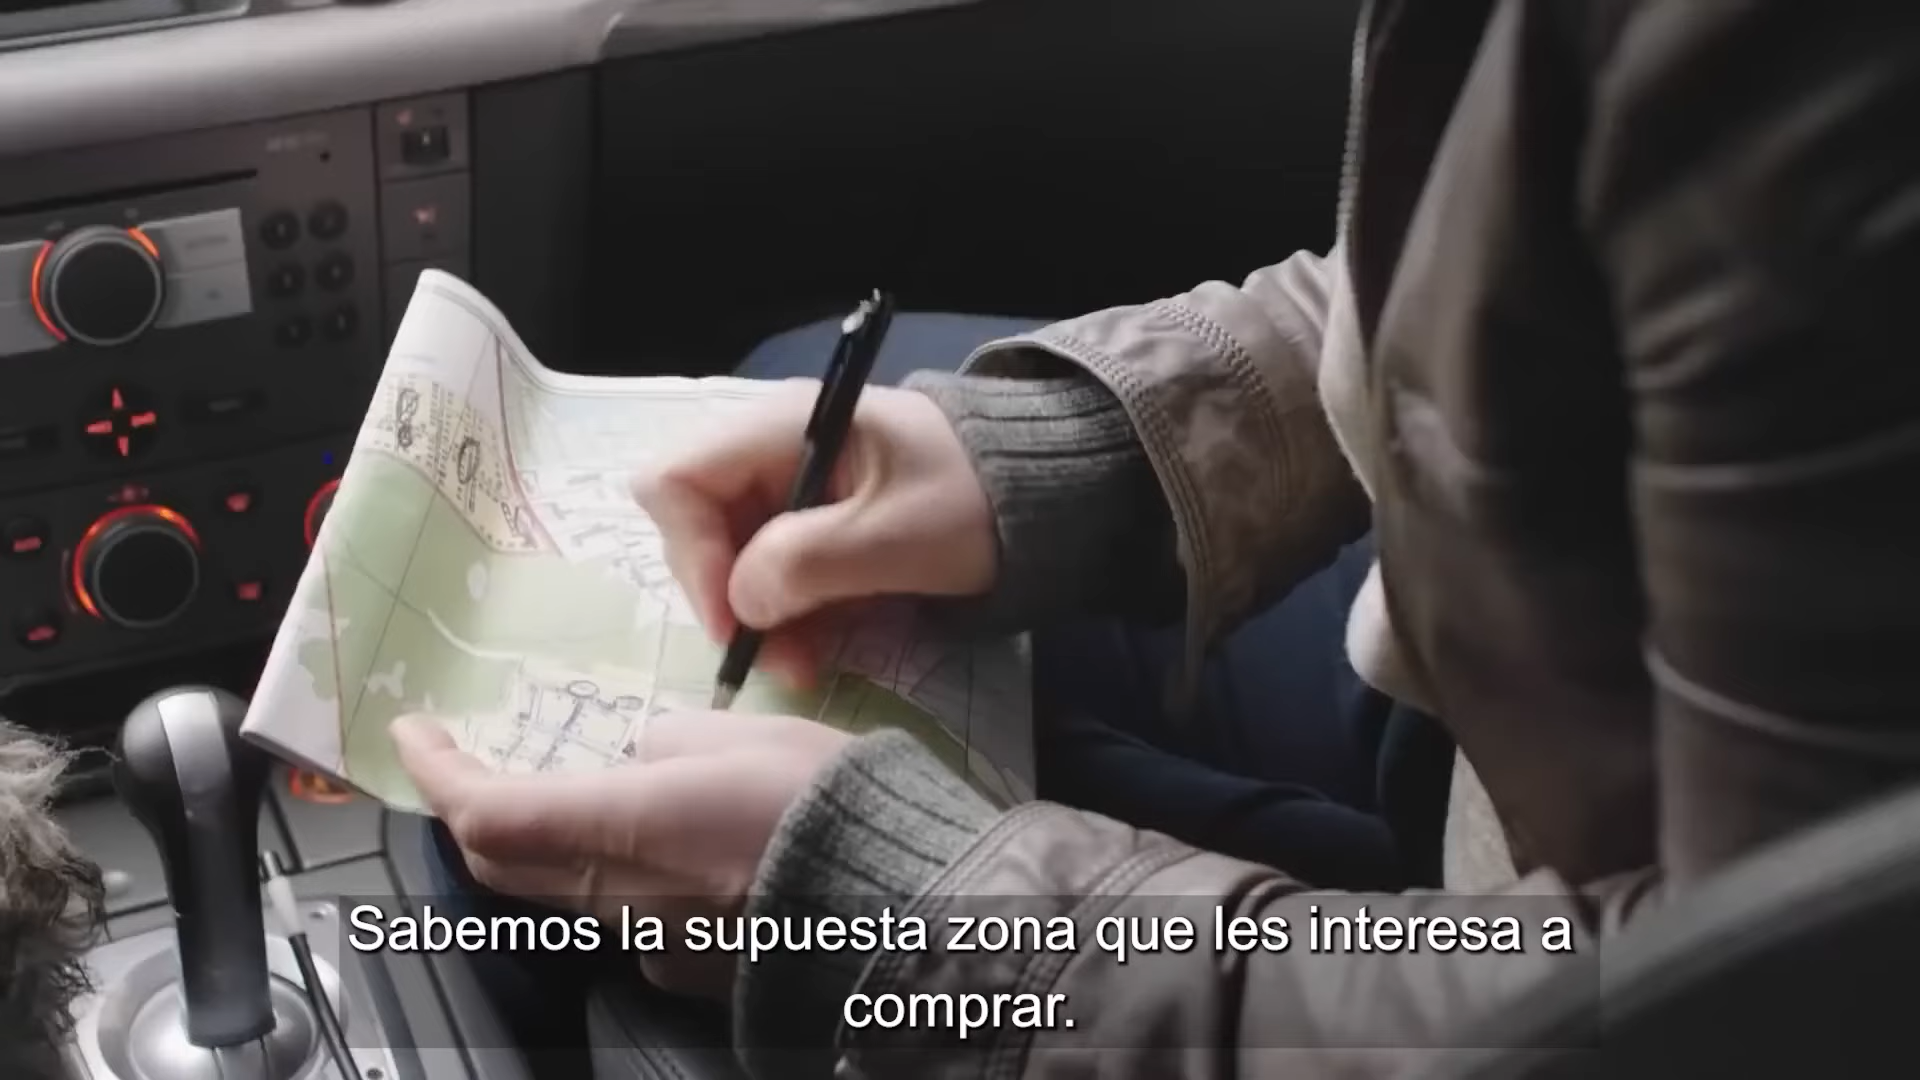 Sabemos la supuesta zona que les interesa a
comprar.